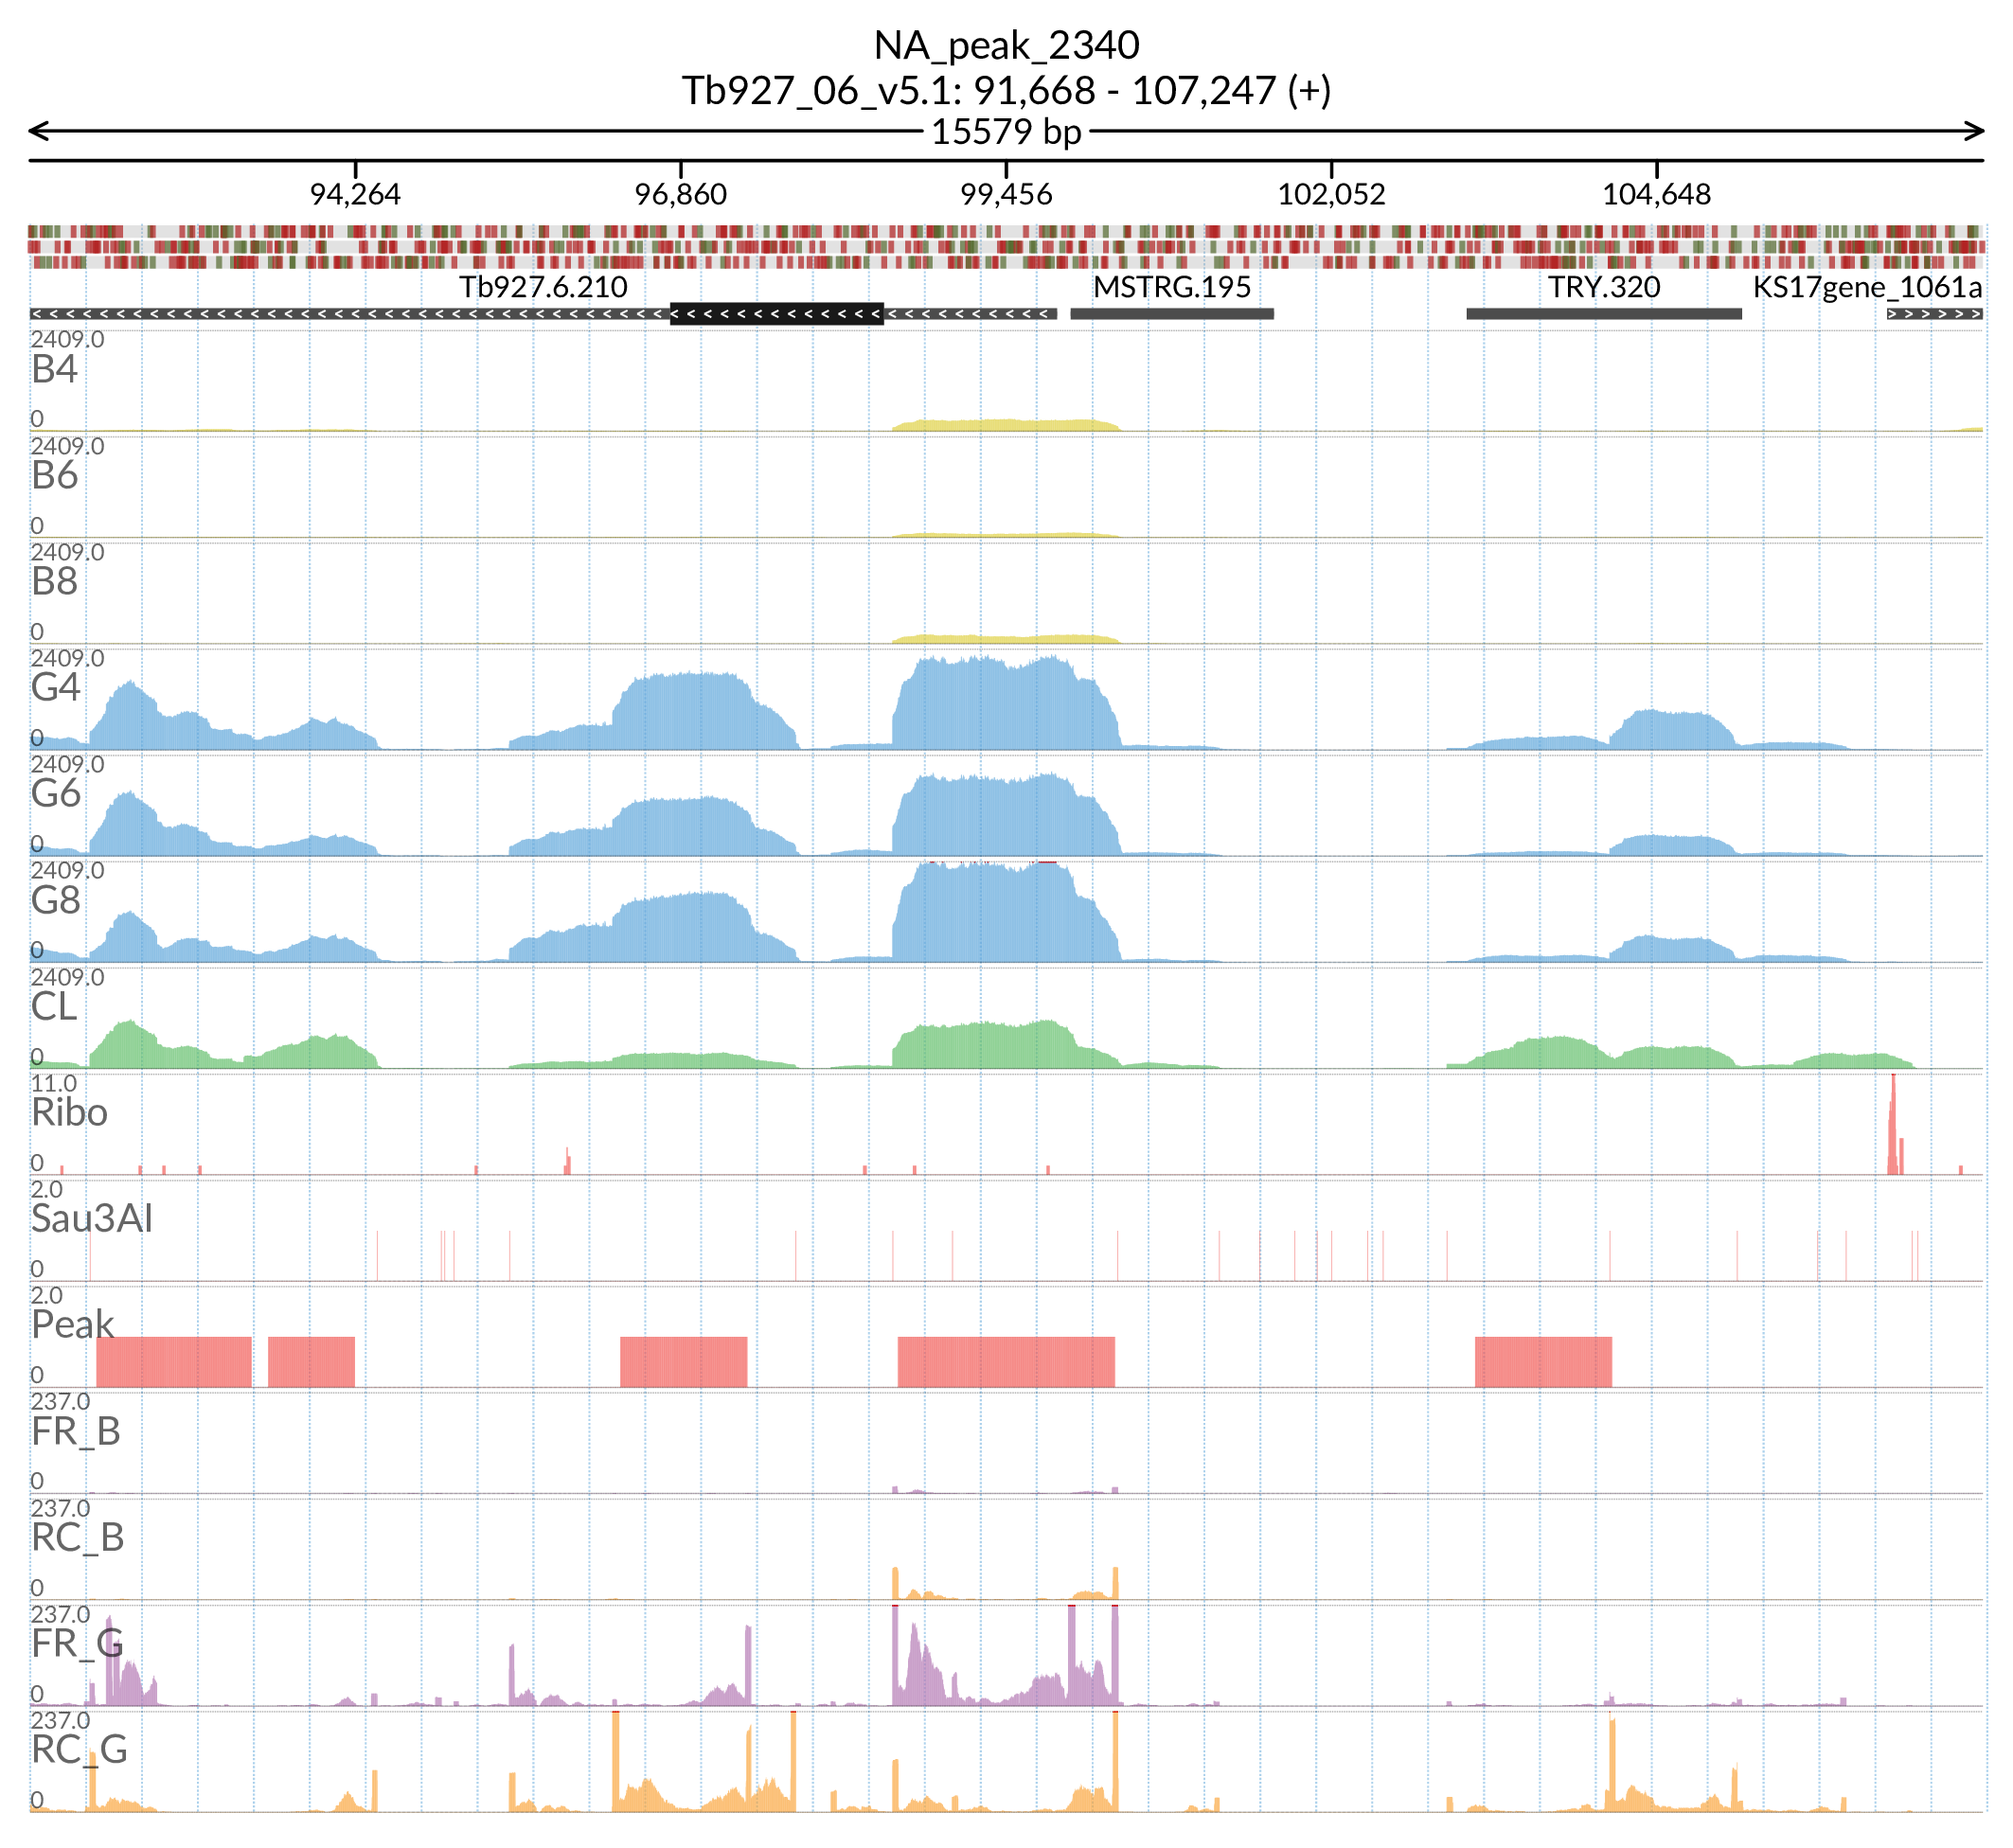 NA_peak_2340
Tb927_06_v5.1: 91,668 - 107,247 (+)
15579 bp
94,264 96,860 99,456 102,052 104,648
Tb927.6.210 MSTRG.195 TRY.320 KS17gene_1061a
2409.0
B4
0
2409.0
B6
0
2409.0
B8
0
2409.0
G4
0
2409.0
G6
0
2409.0
G8
0
2409.0
CL
0
11.0
Ribo
0
2.0
Sau3AI
0
2.0
Peak
0
237.0
FR_B
0
237.0
RC_B
0
237.0
FR_G
0
237.0
RC_G
0